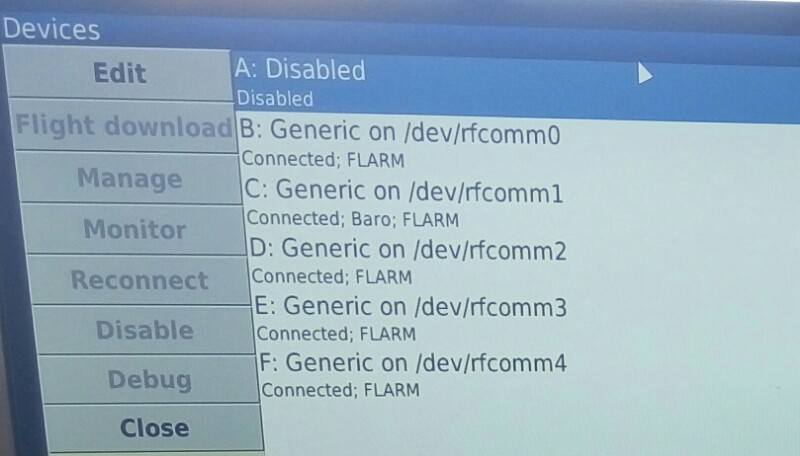 Devices
Edit
Flight download
Manage
Monitor
Reconnect
Disable
Debug
Close
A: Disabled
Disabled
B: Generic on /dev/rfcomm0
Connected; FLARM
C: Generic on /dev/rfcomm1
Connected; Baro; FLARM
D: Generic on /dev/rfcomm2
Connected; FLARM
E: Generic on /dev/rfcomm3
Connected; FLARM
F: Generic on /dev/rfcomm4
Connected; FLARM